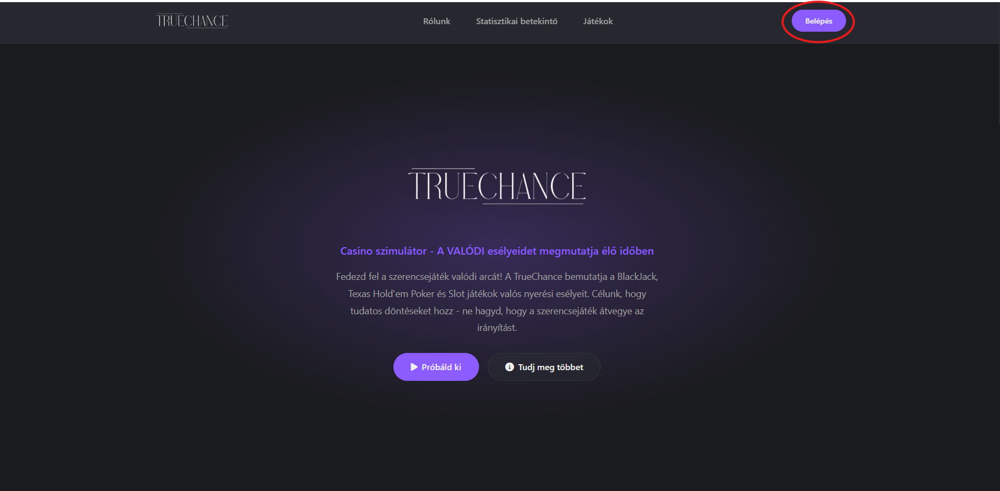 TRUECHANCE
Rólunk
Statisztikai betekintő
Játékok
Belépés
TRUECHANCE
Casino szimulátor - A VALÓDI esélyeidet megmutatja élő időben
Fedezd fel a szerencsejáték valódi arcát! A TrueChance bemutatja a BlackJack,
Texas Hold'em Poker és Slot játékok valós nyerési esélyeit. Célunk, hogy
tudatos döntéseket hozz - ne hagyd, hogy a szerencsejáték átvegye az
irányítást.
Próbáld ki
Tudj meg többet